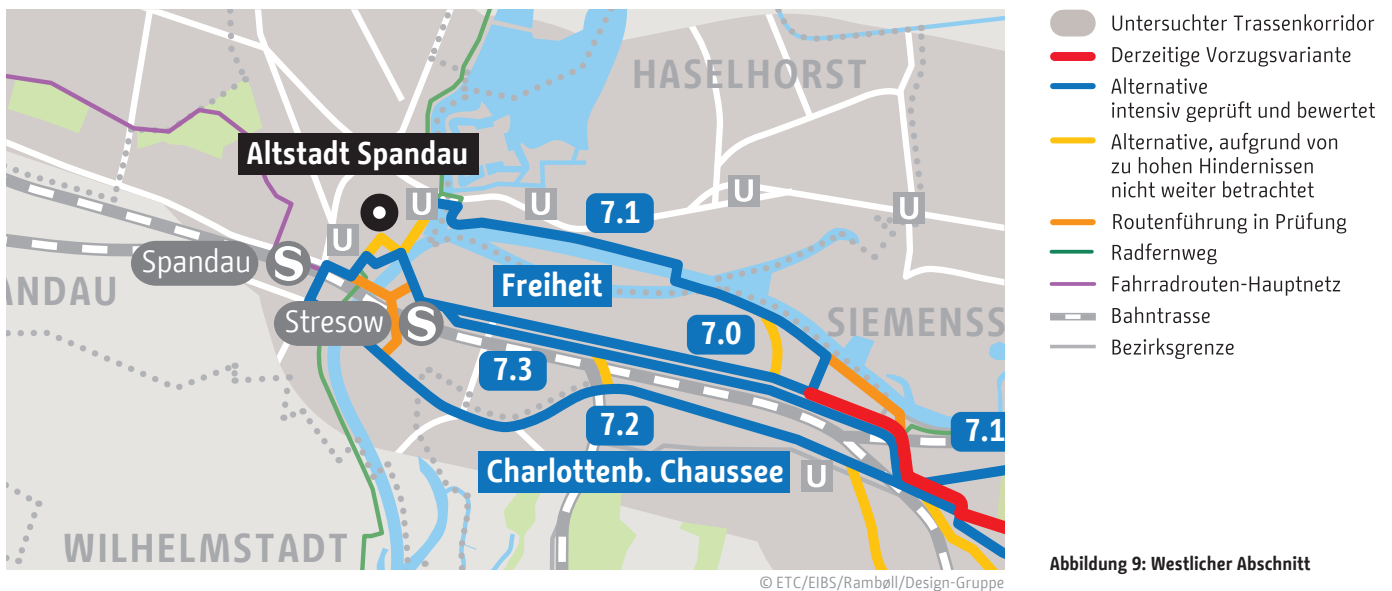 HASELHORST
Altstadt Spandau
U
U
U
U
U
7.1
Spandau
S
ANDAU
Freiheit
Stresow
S
7.0
SIEMENSS
7.3
7.2
7.1
Charlottenb. Chaussee
U
WILHELMSTADT
© ETC/EIBS/Rambøll/Design-Gruppe
Untersuchter Trassenkorridor
Derzeitige Vorzugsvariante
Alternative
intensiv geprüft und bewertet
Alternative, aufgrund von
zu hohen Hindernissen
nicht weiter betrachtet
Routenführung in Prüfung
Radfernweg
Fahrradrouten-Hauptnetz
Bahntrasse
Bezirksgrenze
Abbildung 9: Westlicher Abschnitt